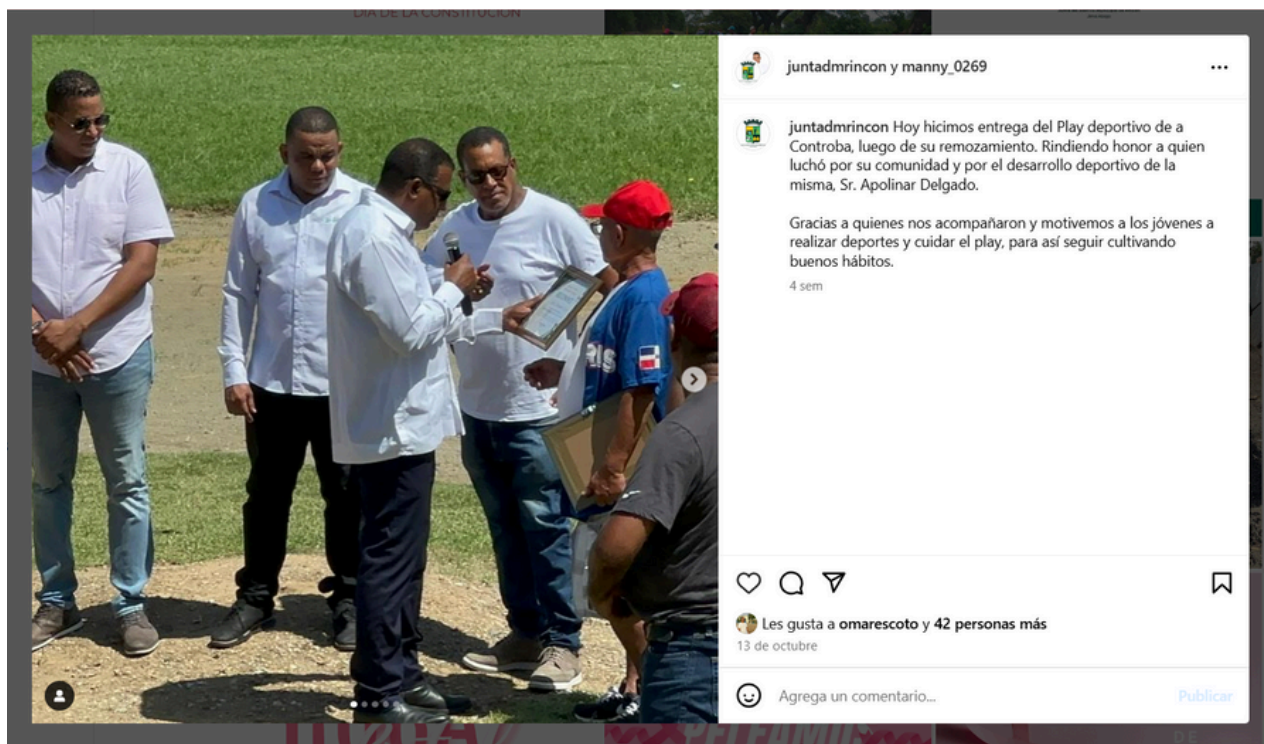 DIA DE LA CONSTITUCION
juntadmrincon y manny_0269
juntadmrincon Hoy hicimos entrega del Play deportivo de a
Controba, luego de su remozamiento. Rindiendo honor a quien
luchó por su comunidad y por el desarrollo deportivo de la
misma, Sr. Apolinar Delgado.
Gracias a quienes nos acompañaron y motivemos a los jóvenes a
realizar deportes y cuidar el play, para así seguir cultivando
buenos hábitos.
4 sem
Les gusta a omarescoto y 42 personas más
13 de octubre
Agrega un comentario...
Publicar
DE